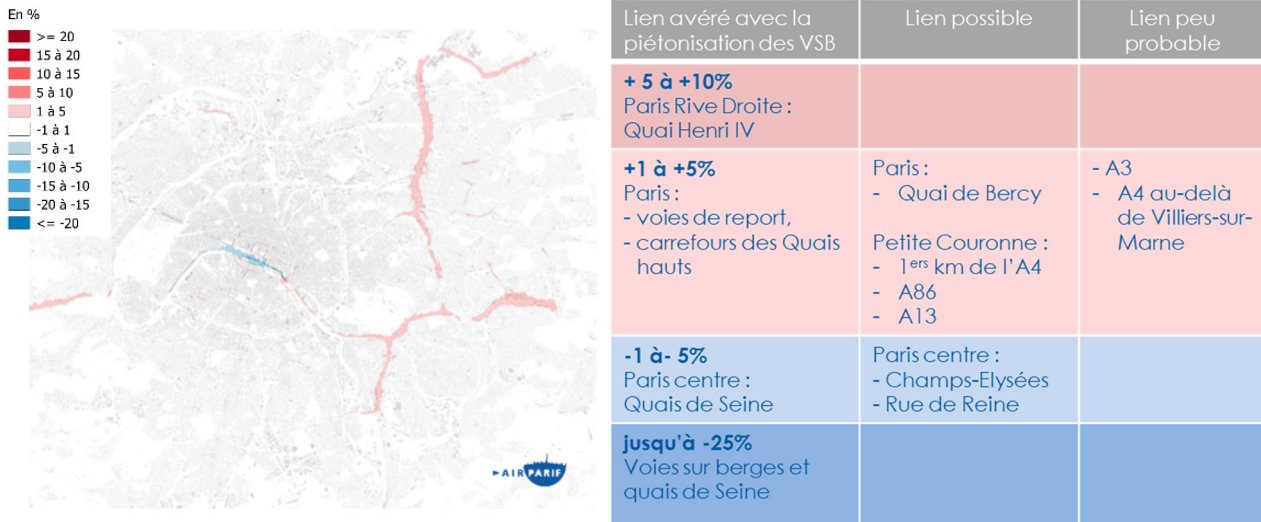 En %
>= 20
15 à 20
10 à 15
5 à 10
1 à 5
-1 à 1
-5 à -1
-10 à -5
-15 à -10
-20 à -15
<= -20
AIRPARIF
Lien avéré avec la
piétonisation des VSB
Lien possible
Lien peu
probable
+ 5 à +10%
Paris Rive Droite :
Quai Henri IV
+1 à +5%
Paris :
- voies de report,
- carrefours des Quais
hauts
Paris :
- Quai de Bercy
Petite Couronne :
- 1ers km de l'A4
- A86
- A13
- A3
- A4 au-delà
de Villiers-sur-
Marne
-1 à- 5%
Paris centre :
Quais de Seine
Paris centre :
- Champs-Elysées
- Rue de Reine
jusqu'à -25%
Voies sur berges et
quais de Seine